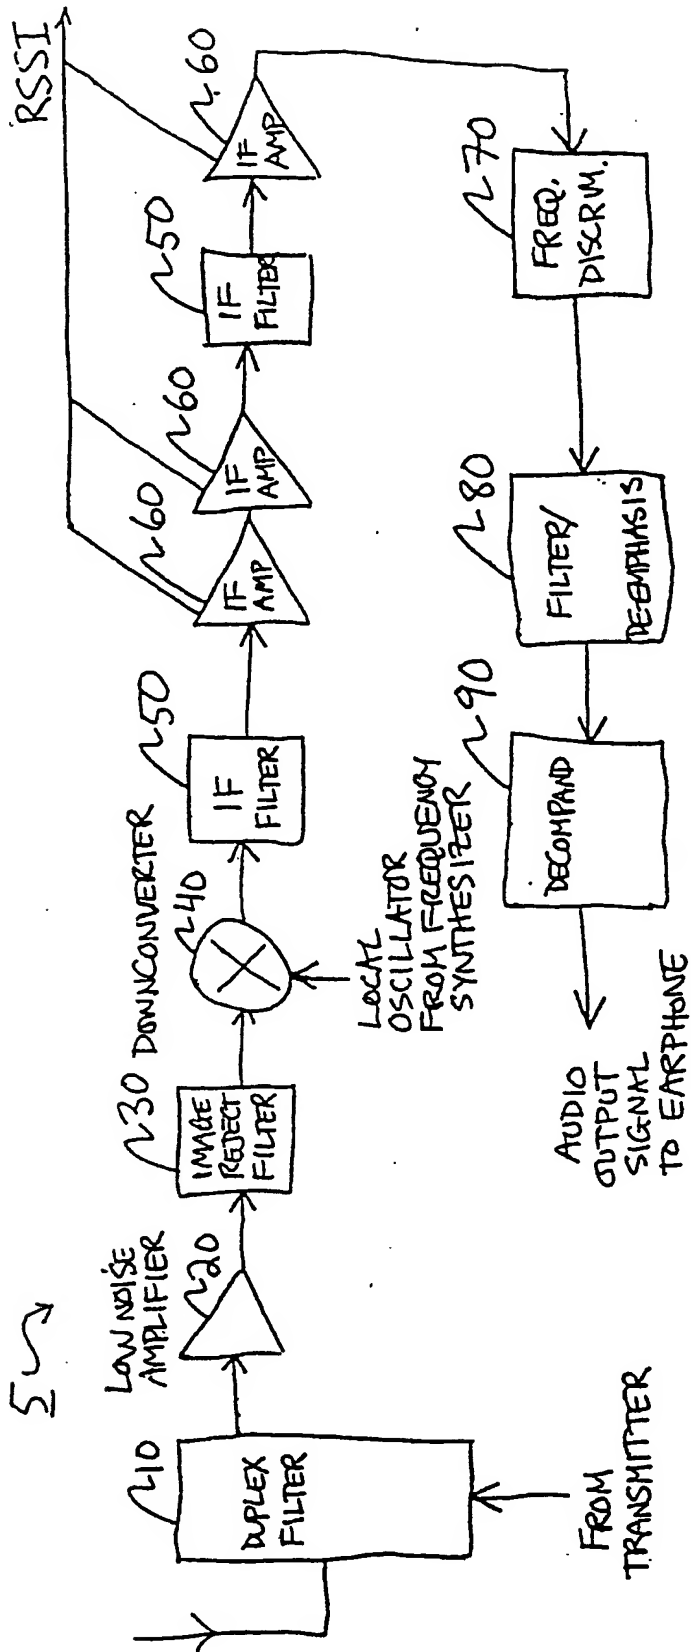 5
10
DUPLEX
FILTER
FROM
TRANSMITTER
LOW NOISE
AMPLIFIER
20
30
IMAGE
REJECT
FILTER
DOWNCONVERTER
40
LOCAL
OSCILLATOR
FROM FREQUENCY
SYNTHESIZER
50
IF
FILTER
60
IF
AMP
60
IF
AMP
50
IF
FILTER
60
IF
AMP
RSSI
70
FREQ.
DISCRIM.
80
FILTER/
DEEMPHASIS
90
DECOMPAND
AUDIO
OUTPUT
SIGNAL
TO EARPHONE